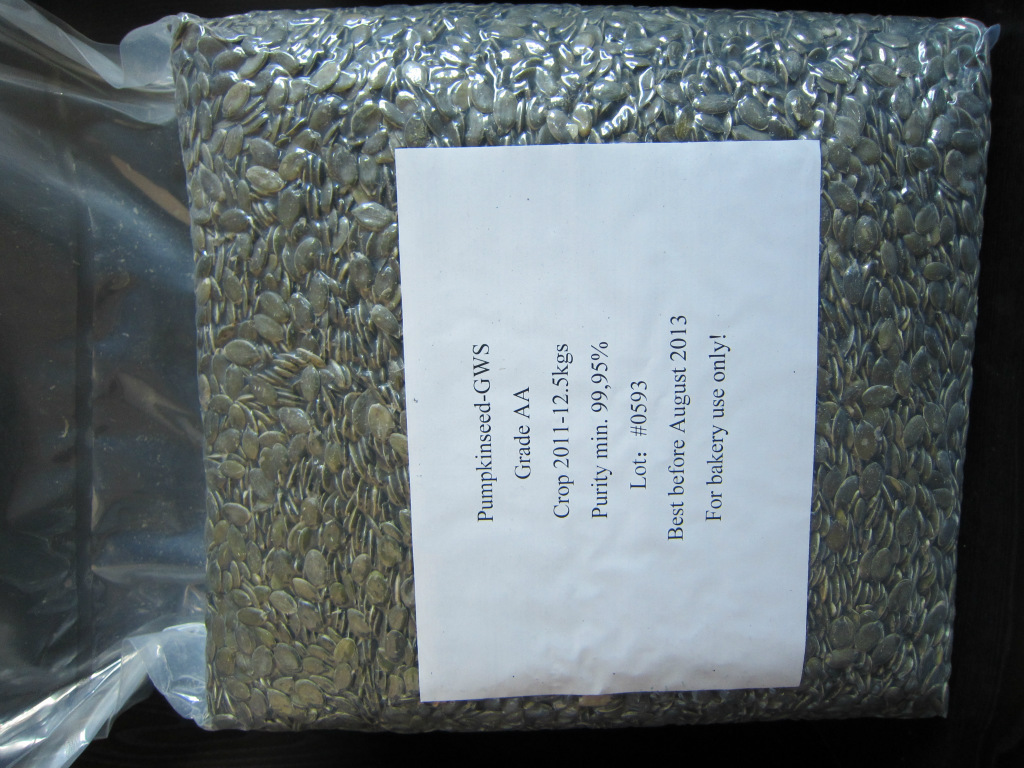 Pumpkinseed-GWS
Grade AA
Crop 2011-12.5kgs
Purity min. 99,95%
Lot: #0593
Best before August 2013
For bakery use only!